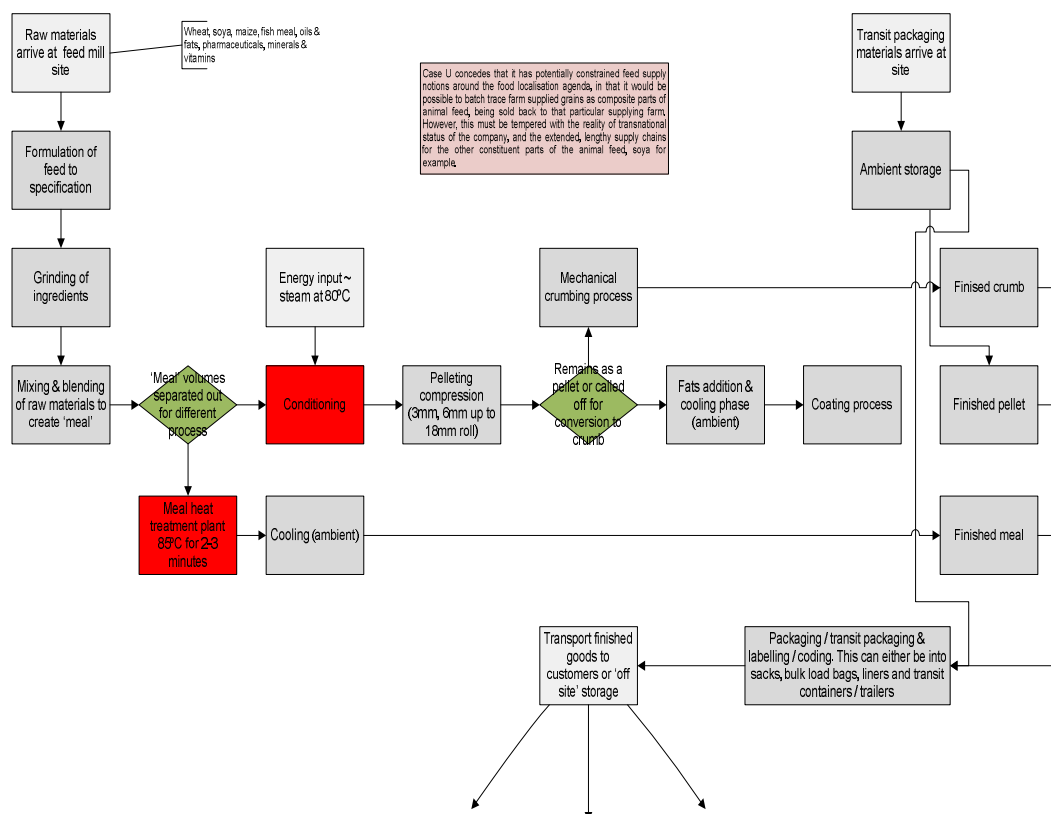 Raw materials
arrive at feed mill
site
Wheat, soya, maize, fish meal, oils &
fats, pharmaceuticals, minerals &
vitamins
Transit packaging
materials arrive at
site
Case U concedes that it has potentially constrained feed supply
notions around the food localisation agenda, in that it would be
possible to batch trace farm supplied grains as composite parts of
animal feed, being sold back to that particular supplying farm.
However, this must be tempered with the reality of transnational
status of the company, and the extended, lengthy supply chains
for the other constituent parts of the animal feed, soya for
example.
Formulation of
feed to
specification
Ambient storage
Grinding of
ingredients
Energy input ~
steam at 80ºC
Mechanical
crumbing process
Finised crumb
Mixing & blending
of raw materials to
create ‘meal’
‘Meal’ volumes
separated out
for different
process
Conditioning
Pelleting
compression
(3mm, 6mm up to
18mm roll)
Remains as a
pellet or called
off for
conversion to
crumb
Fats addition &
cooling phase
(ambient)
Coating process
Finished pellet
Meal heat
treatment plant
85ºC for 2-3
minutes
Cooling (ambient)
Finished meal
Transport finished
goods to
customers or ‘off
site’ storage
Packaging / transit packaging &
labelling / coding. This can either be into
sacks, bulk load bags, liners and transit
containers / trailers